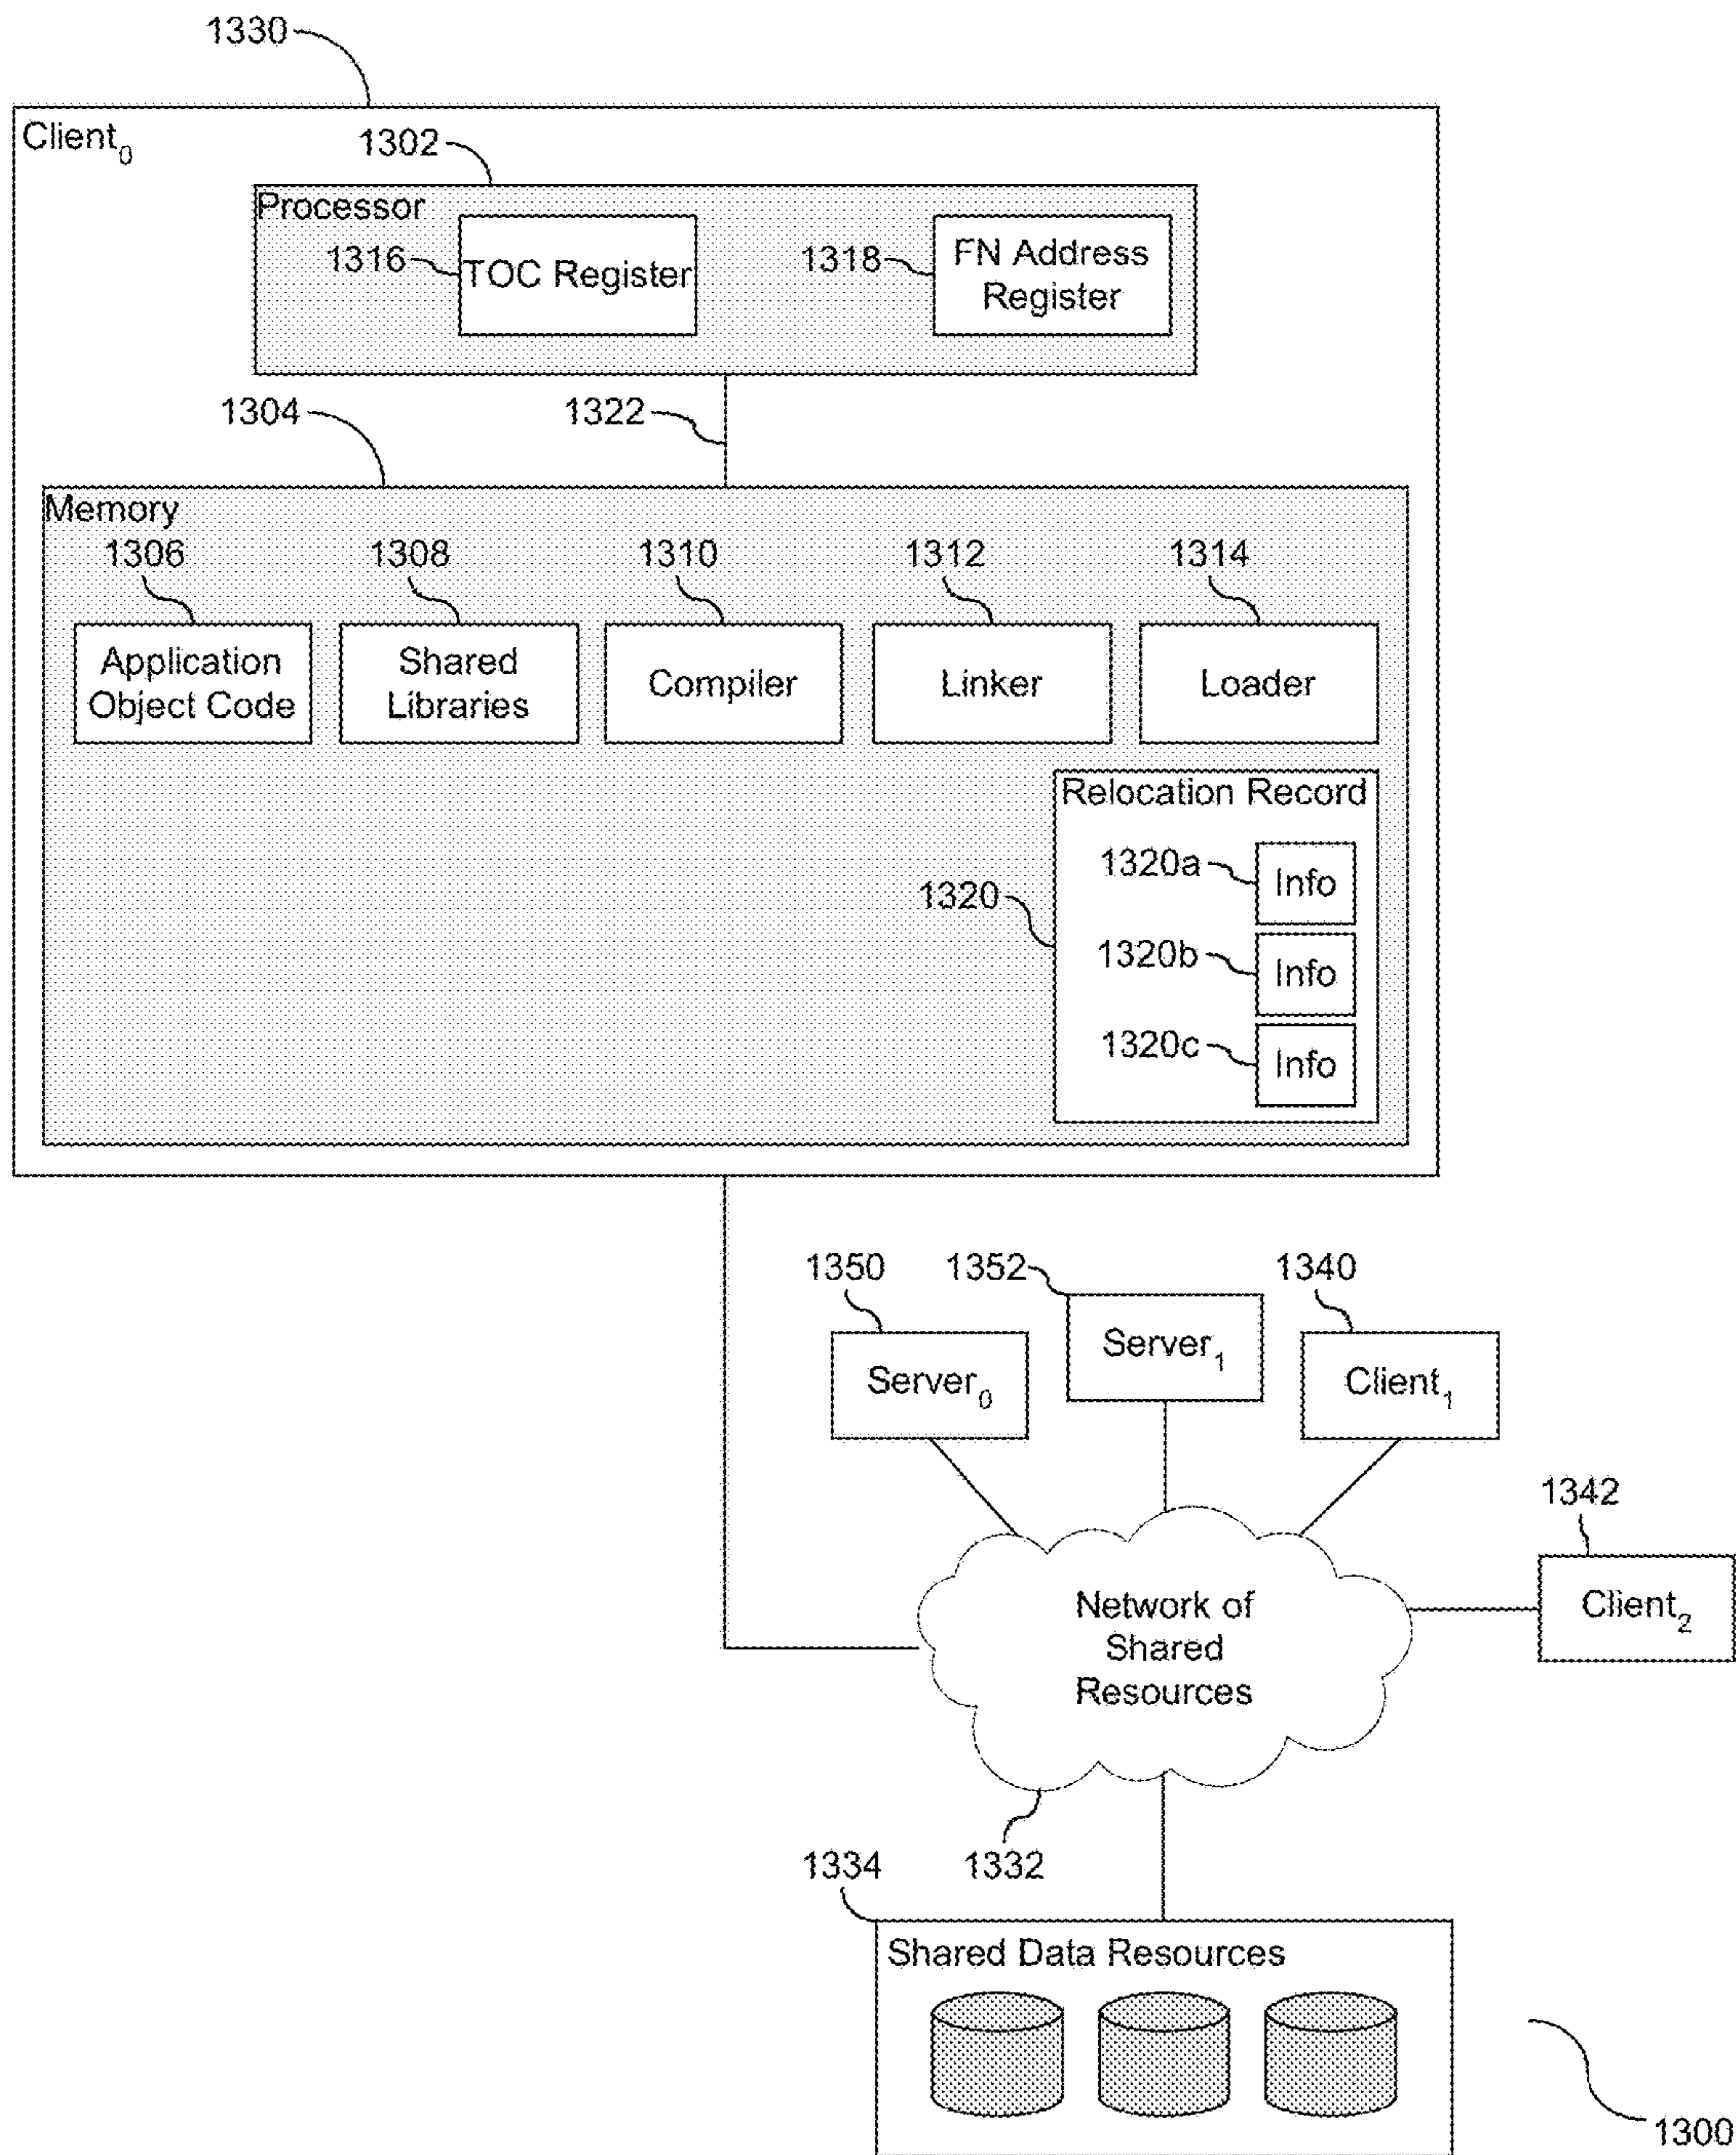 1330
Client₀
1302
Processor
1316
TOC Register
1318
FN Address
Register
1304
1322
Memory
1306
1308
1310
1312
1314
Application
Object Code
Shared
Libraries
Compiler
Linker
Loader
Relocation Record
1320
1320a
Info
1320b
Info
1320c
Info
1350
1352
1340
Server₀
Server₁
Client₁
1342
Client₂
Network of
Shared
Resources
1332
1334
Shared Data Resources
1300